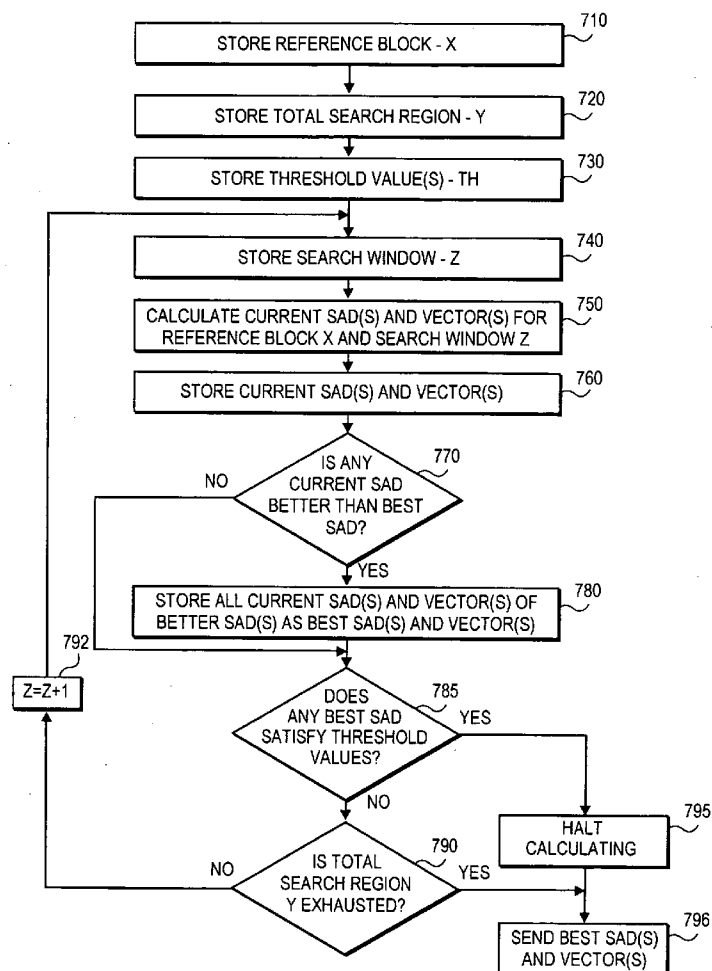 710
STORE REFERENCE BLOCK - X
720
STORE TOTAL SEARCH REGION - Y
730
STORE THRESHOLD VALUE(S) - TH
740
STORE SEARCH WINDOW - Z
750
CALCULATE CURRENT SAD(S) AND VECTOR(S) FOR
REFERENCE BLOCK X AND SEARCH WINDOW Z
760
STORE CURRENT SAD(S) AND VECTOR(S)
770
IS ANY
CURRENT SAD
BETTER THAN BEST
SAD?
NO
YES
780
STORE ALL CURRENT SAD(S) AND VECTOR(S) OF
BETTER SAD(S) AS BEST SAD(S) AND VECTOR(S)
792
Z=Z+1
785
DOES
ANY BEST SAD
SATISFY THRESHOLD
VALUES?
YES
NO
795
HALT
CALCULATING
790
IS TOTAL
SEARCH REGION
Y EXHAUSTED?
NO
YES
796
SEND BEST SAD(S)
AND VECTOR(S)